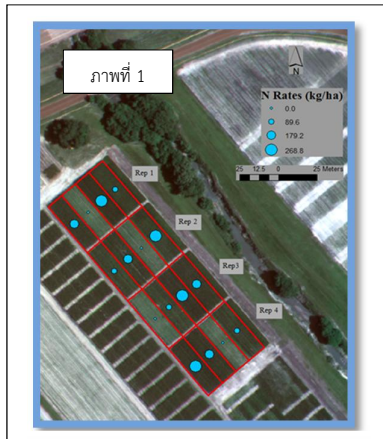 ภาพที่ 1
N
N Rates (kg/ha)
0.0
89.6
179.2
268.8
25 12.5 0 25 Meters
Rep 1
Rep 2
Rep3
Rep 4